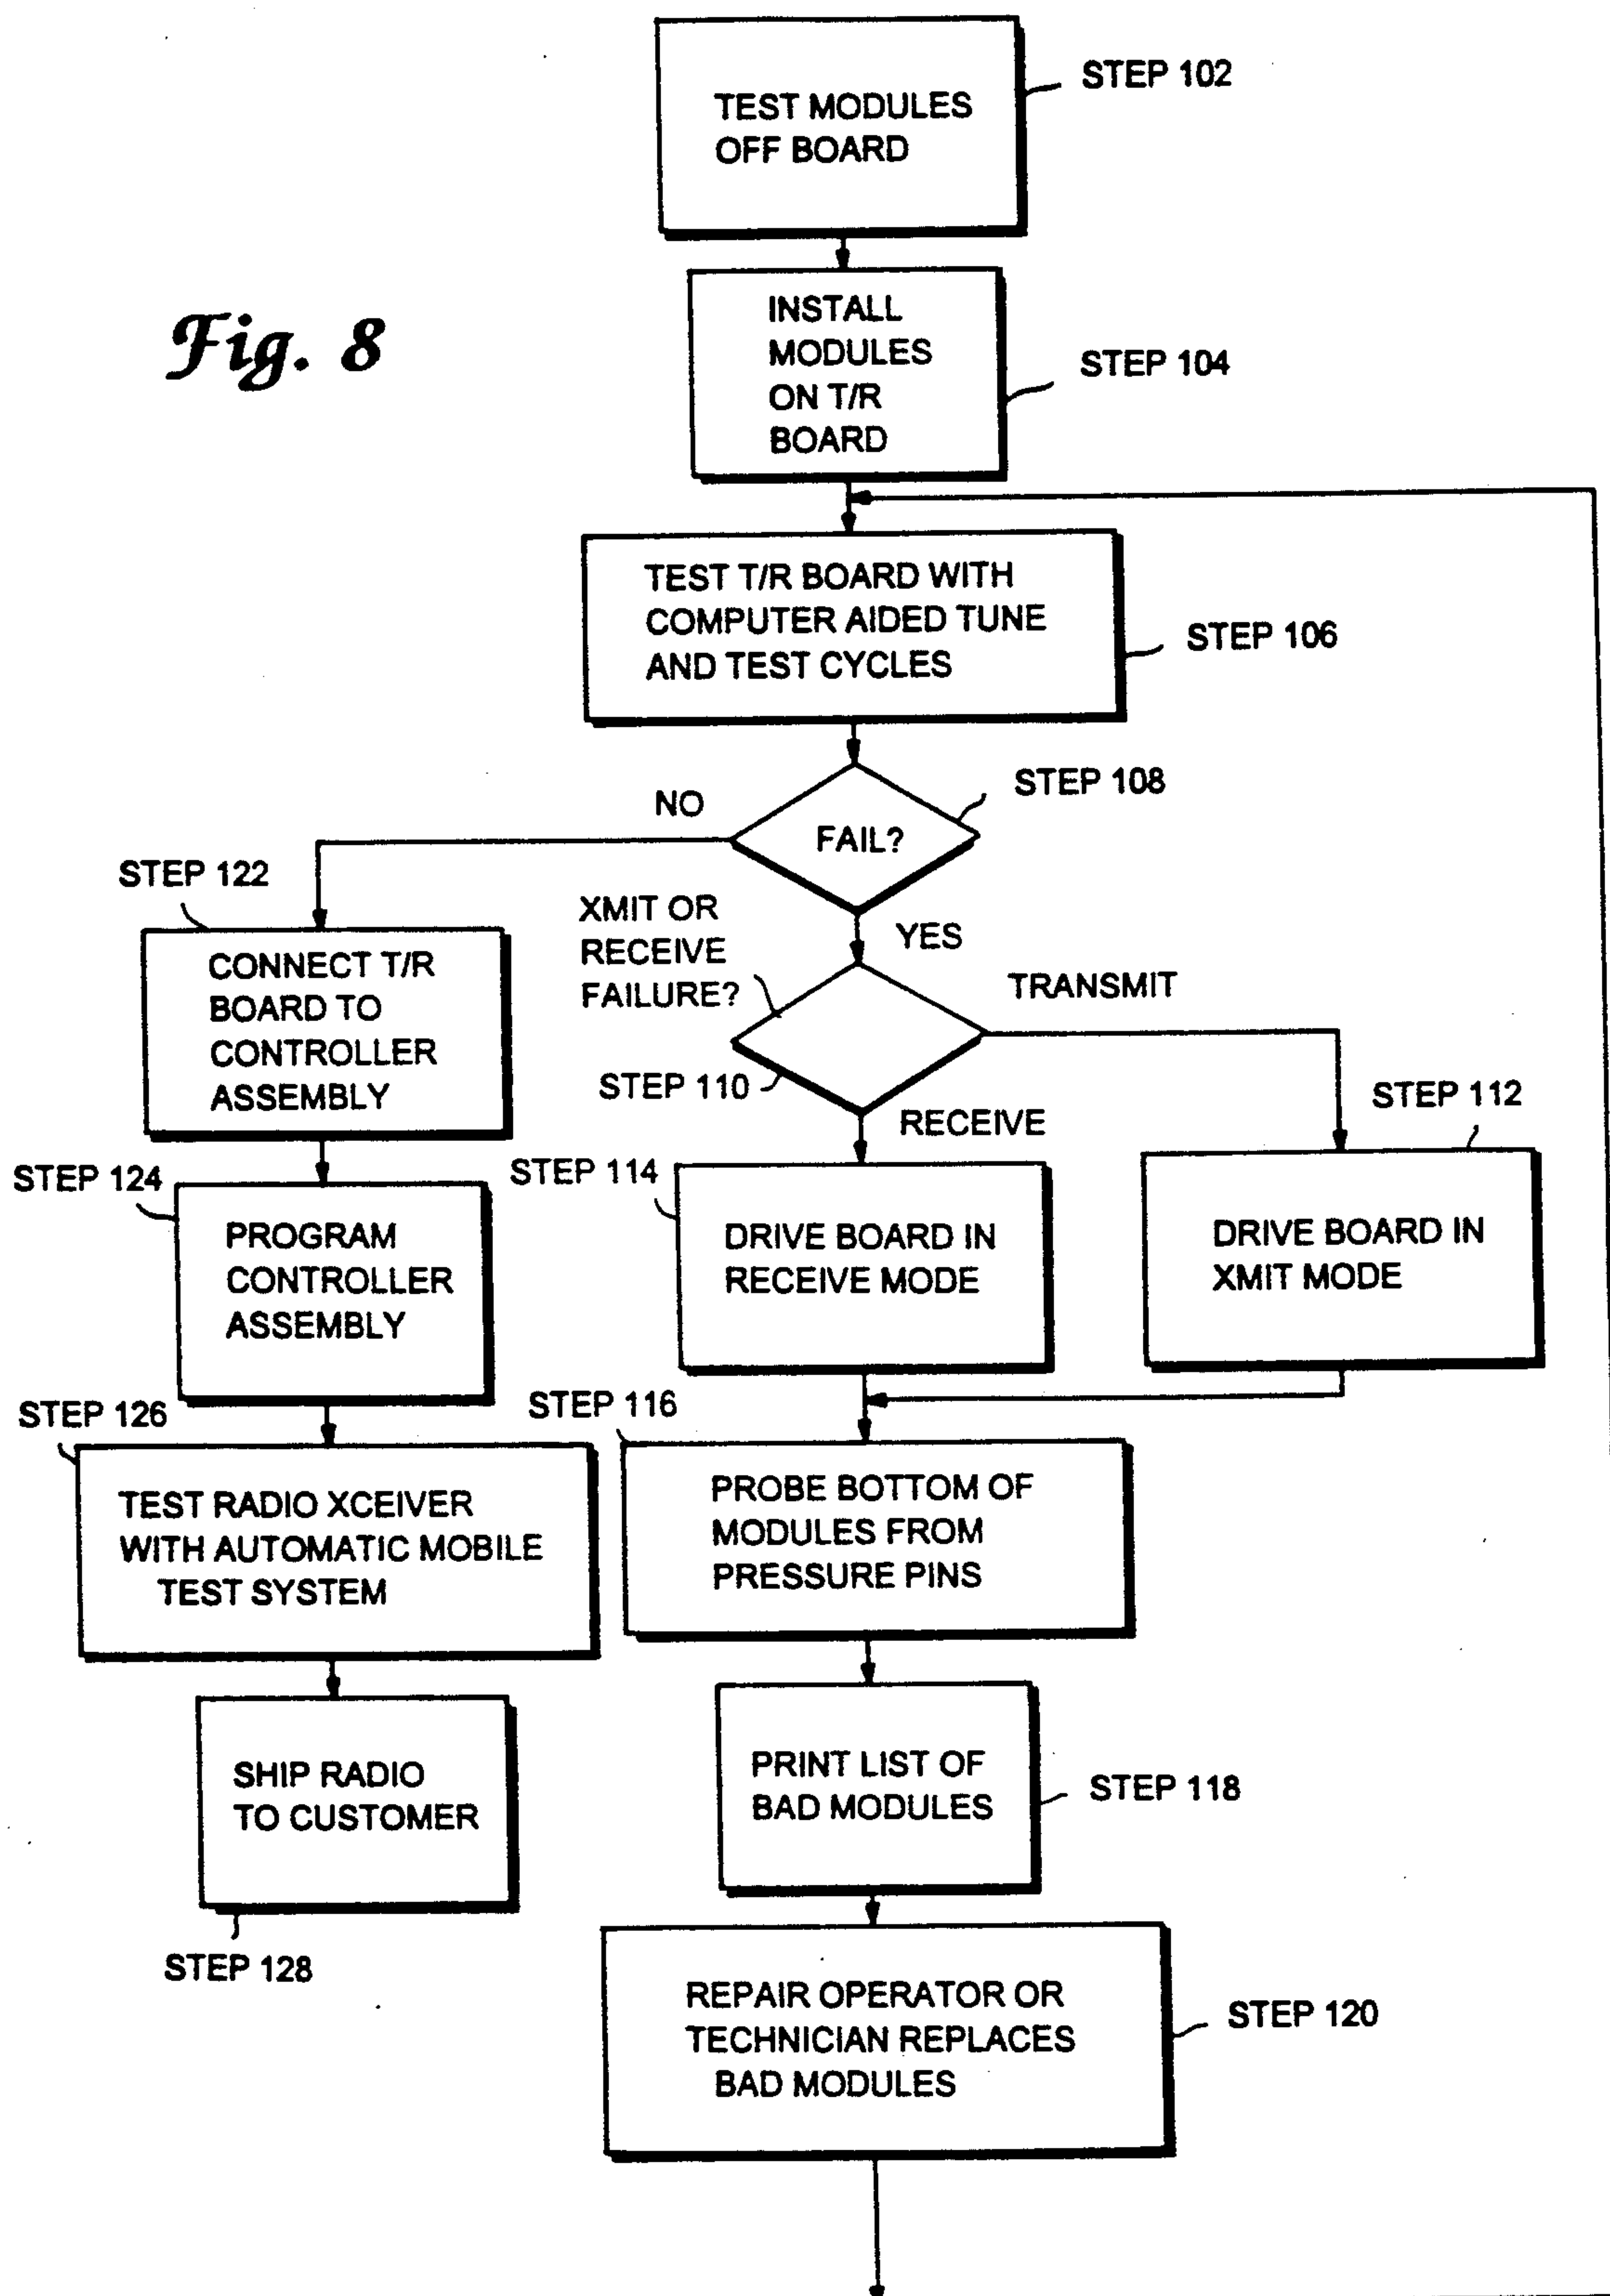 STEP 102
TEST MODULES
OFF BOARD
Fig. 8
INSTALL
MODULES
ON T/R
BOARD
STEP 104
TEST T/R BOARD WITH
COMPUTER AIDED TUNE
AND TEST CYCLES
STEP 106
NO
FAIL?
STEP 108
STEP 122
CONNECT T/R
BOARD TO
CONTROLLER
ASSEMBLY
XMIT OR
RECEIVE
FAILURE?
YES
TRANSMIT
STEP 110
RECEIVE
STEP 112
STEP 124
PROGRAM
CONTROLLER
ASSEMBLY
STEP 114
DRIVE BOARD IN
RECEIVE MODE
DRIVE BOARD IN
XMIT MODE
STEP 126
TEST RADIO XCEIVER
WITH AUTOMATIC MOBILE
TEST SYSTEM
STEP 116
PROBE BOTTOM OF
MODULES FROM
PRESSURE PINS
SHIP RADIO
TO CUSTOMER
STEP 128
PRINT LIST OF
BAD MODULES
STEP 118
REPAIR OPERATOR OR
TECHNICIAN REPLACES
BAD MODULES
STEP 120